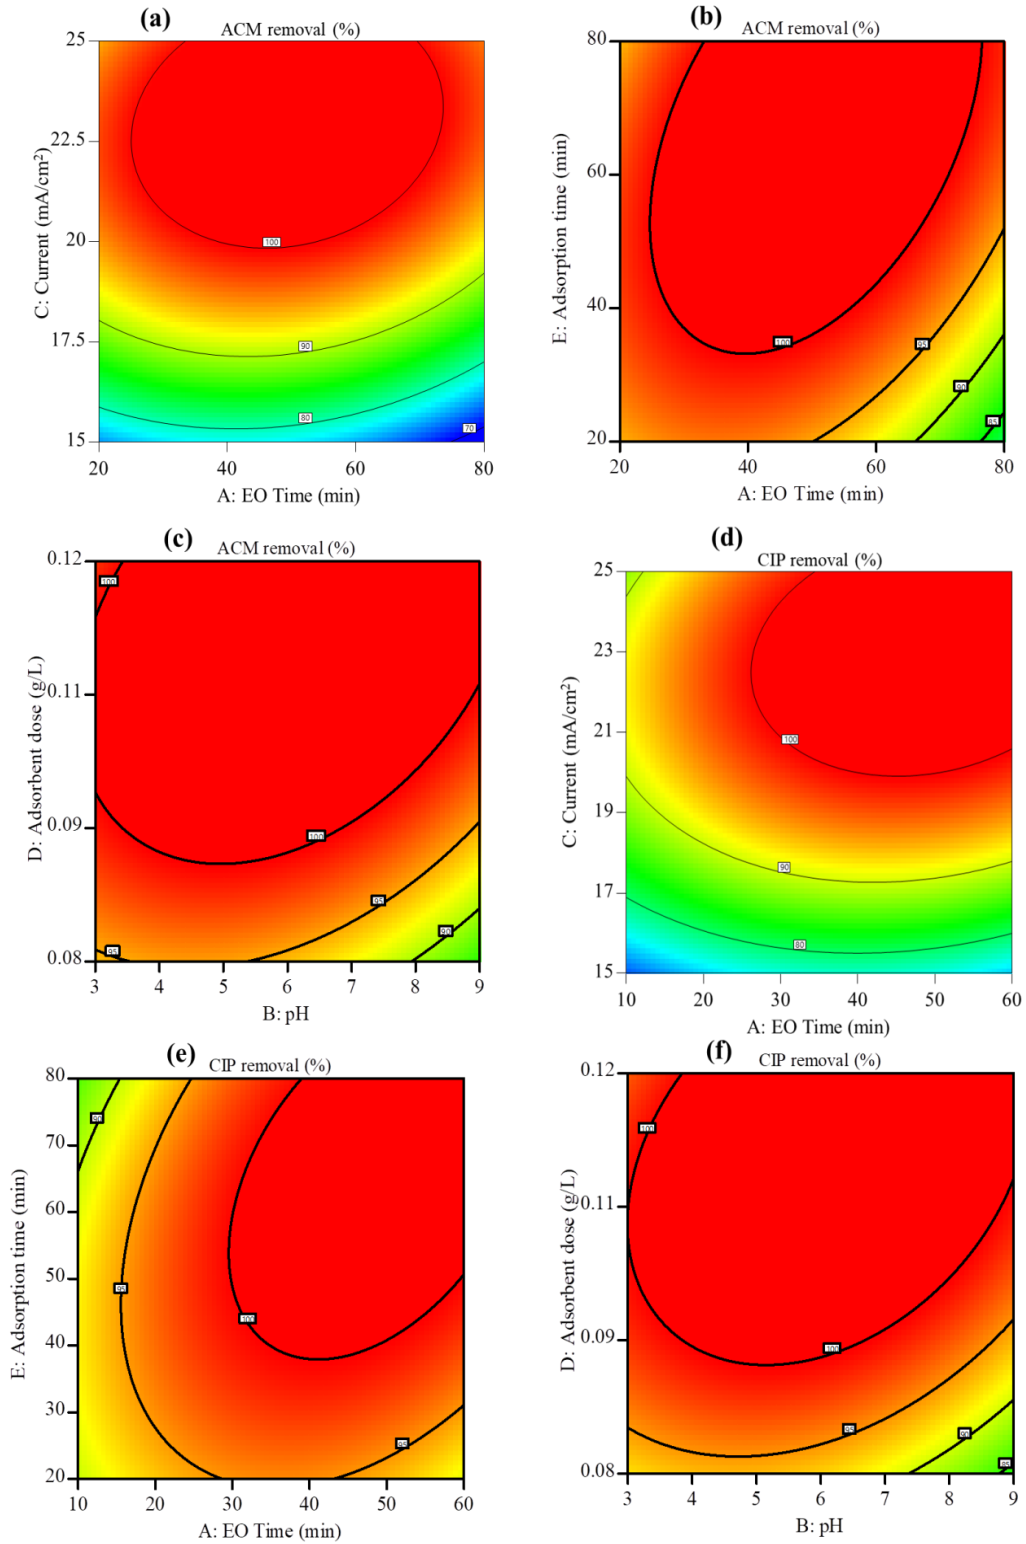 (a)
ACM removal (%)
25
22.5
20
17.5
15
C: Current (mA/cm²)
100
90
80
70
20 40 60 80
A: EO Time (min)
(b)
ACM removal (%)
80
60
40
20
E: Adsorption time (min)
100
95
90
85
20 40 60 80
A: EO Time (min)
(c)
ACM removal (%)
0.12
0.11
0.09
0.08
D: Adsorbent dose (g/L)
100
100
95
95
90
3 4 5 6 7 8 9
B: pH
(d)
CIP removal (%)
25
23
21
19
17
15
C: Current (mA/cm²)
100
90
80
10 20 30 40 50 60
A: EO Time (min)
(e)
CIP removal (%)
80
70
60
50
40
30
20
E: Adsorption time (min)
90
95
100
95
10 20 30 40 50 60
A: EO Time (min)
(f)
CIP removal (%)
0.12
0.11
0.09
0.08
D: Adsorbent dose (g/L)
100
100
95
90
85
3 4 5 6 7 8 9
B: pH